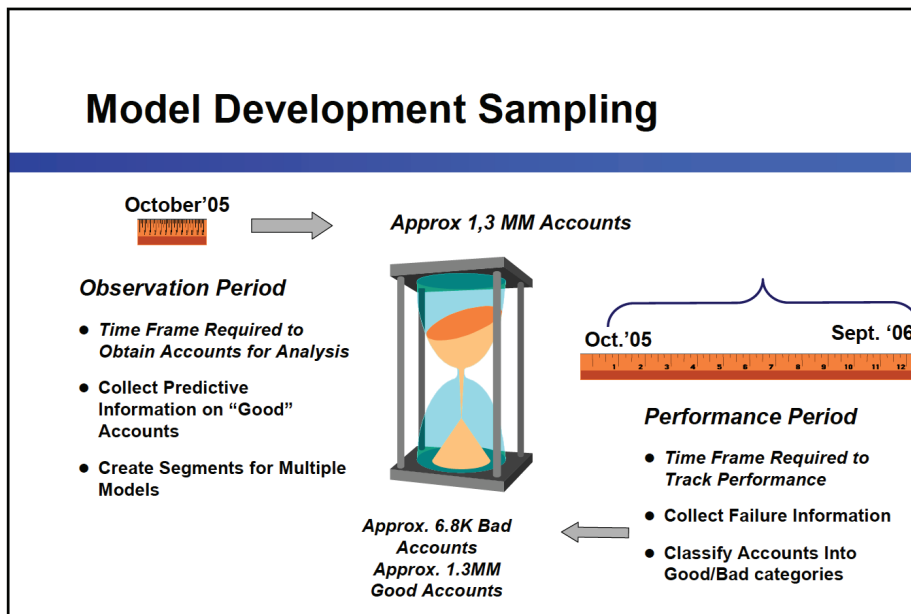 Model Development Sampling
October'05
Approx 1,3 MM Accounts
Observation Period
● Time Frame Required to
Obtain Accounts for Analysis
● Collect Predictive
Information on “Good”
Accounts
● Create Segments for Multiple
Models
Oct.'05
Sept. ‘06
1 2 3 4 5 6 7 8 9 10 11 12
Performance Period
● Time Frame Required to
Track Performance
● Collect Failure Information
● Classify Accounts Into
Good/Bad categories
Approx. 6.8K Bad
Accounts
Approx. 1.3MM
Good Accounts